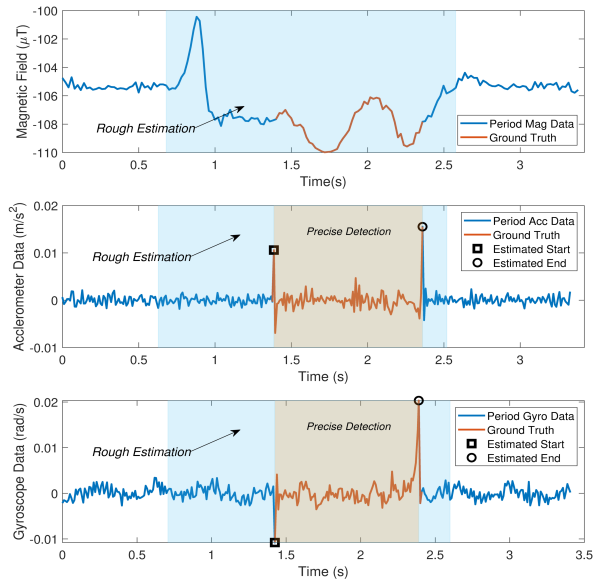 -100
-102
-104
-106
-108
-110
Magnetic Field (μT)
Rough Estimation
Period Mag Data
Ground Truth
0
0.5
1
1.5
2
2.5
3
Time(s)
0.02
0.01
0
-0.01
Acclerometer Data (m/s²)
Rough Estimation
Precise Detection
Period Acc Data
Ground Truth
Estimated Start
Estimated End
0
0.5
1
1.5
2
2.5
3
Time (s)
0.02
0.01
0
-0.01
Gyroscope Data (rad/s)
Rough Estimation
Precise Detection
Period Gyro Data
Ground Truth
Estimated Start
Estimated End
0
0.5
1
1.5
2
2.5
3
3.5
Time (s)